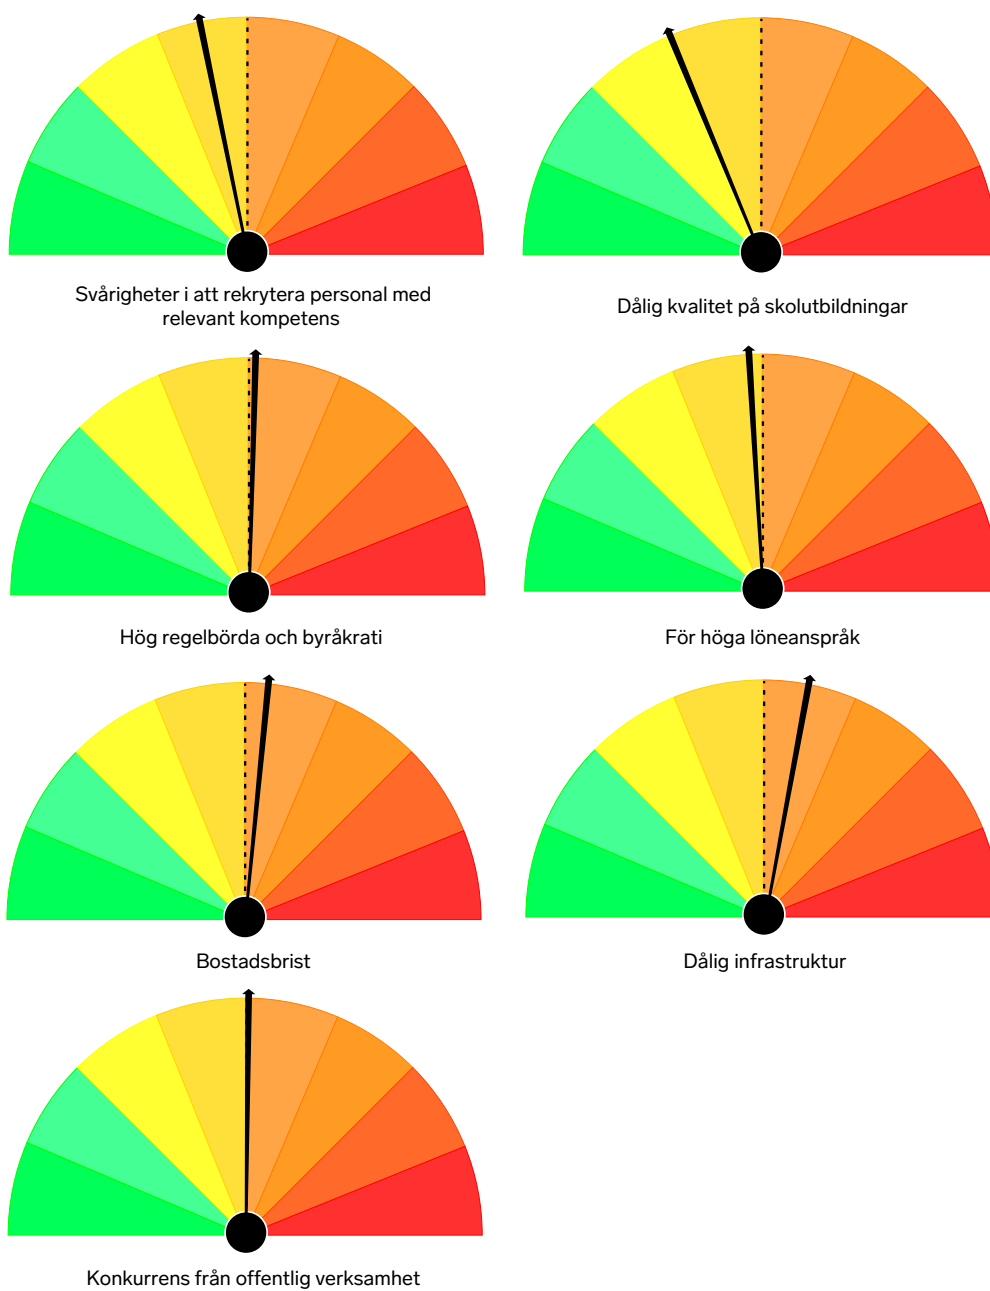 Svårigheter i att rekrytera personal med
relevant kompetens
Dålig kvalitet på skolutbildningar
Hög regelbörda och byråkrati
För höga löneanspråk
Bostadsbrist
Dålig infrastruktur
Konkurrens från offentlig verksamhet